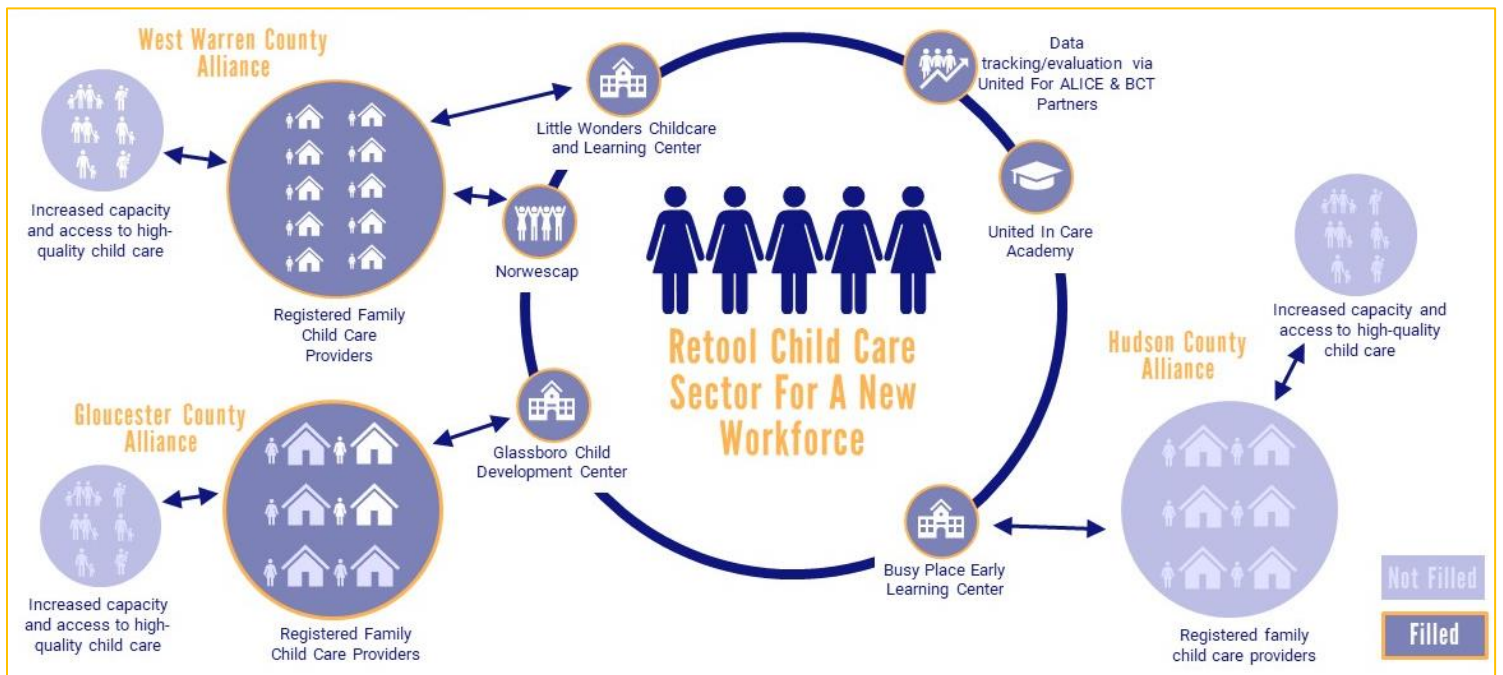 West Warren County
Alliance
Increased capacity
and access to high-
quality child care
Registered Family
Child Care
Providers
Little Wonders Childcare
and Learning Center
Norwescap
Data
tracking/evaluation via
United For ALICE & BCT
Partners
United In Care
Academy
Retool Child Care
Sector For A New
Workforce
Gloucester County
Alliance
Increased capacity
and access to high-
quality child care
Registered Family
Child Care Providers
Glassboro Child
Development Center
Busy Place Early
Learning Center
Hudson County
Alliance
Increased capacity and
access to high-quality
child care
Registered family
child care providers
Not Filled
Filled